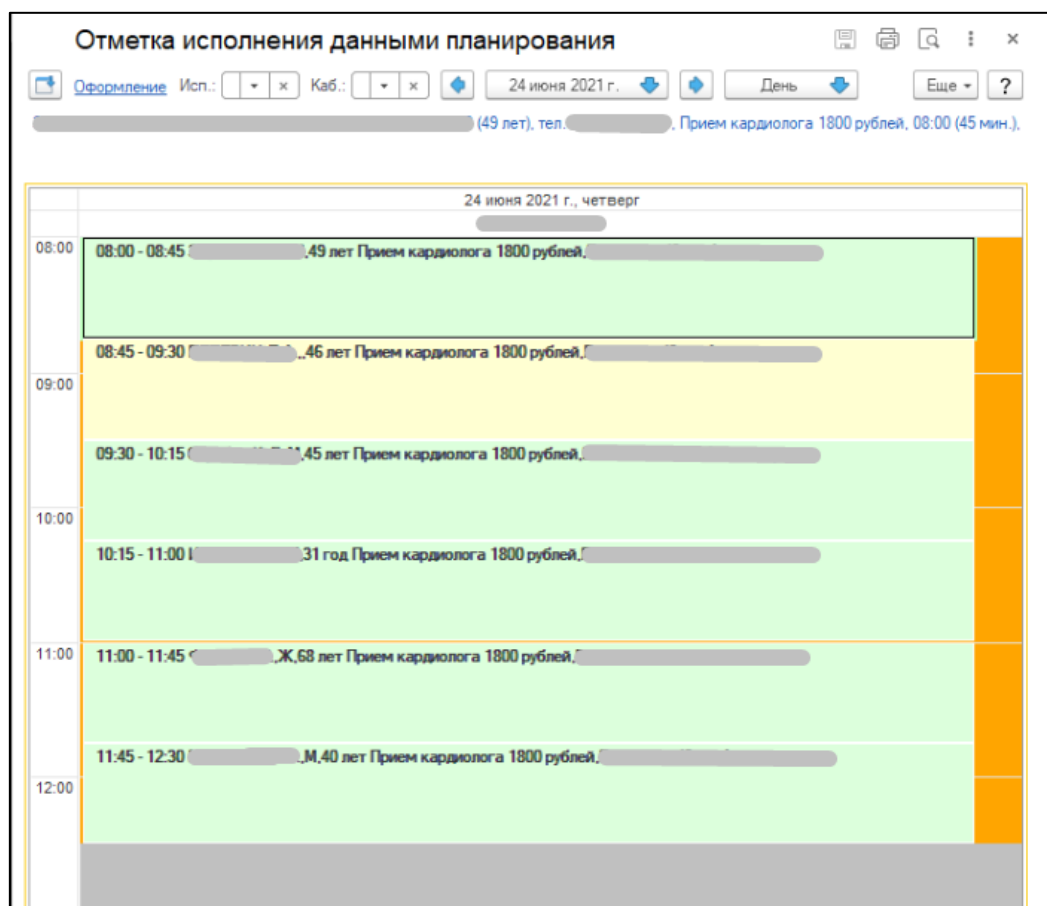 Отметка исполнения данными планирования
Оформление Исп.: Каб.: 24 июня 2021 г. День Еще ?
(49 лет), тел. , Прием кардиолога 1800 рублей, 08:00 (45 мин.),
24 июня 2021 г., четверг
08:00 08:00 - 08:45 ,49 лет Прием кардиолога 1800 рублей,
08:45 - 09:30 ,,46 лет Прием кардиолога 1800 рублей,
09:00
09:30 - 10:15 ,45 лет Прием кардиолога 1800 рублей,
10:00
10:15 - 11:00 ,31 год Прием кардиолога 1800 рублей,
11:00 11:00 - 11:45 ,Ж,68 лет Прием кардиолога 1800 рублей,
11:45 - 12:30 ,М,40 лет Прием кардиолога 1800 рублей,
12:00